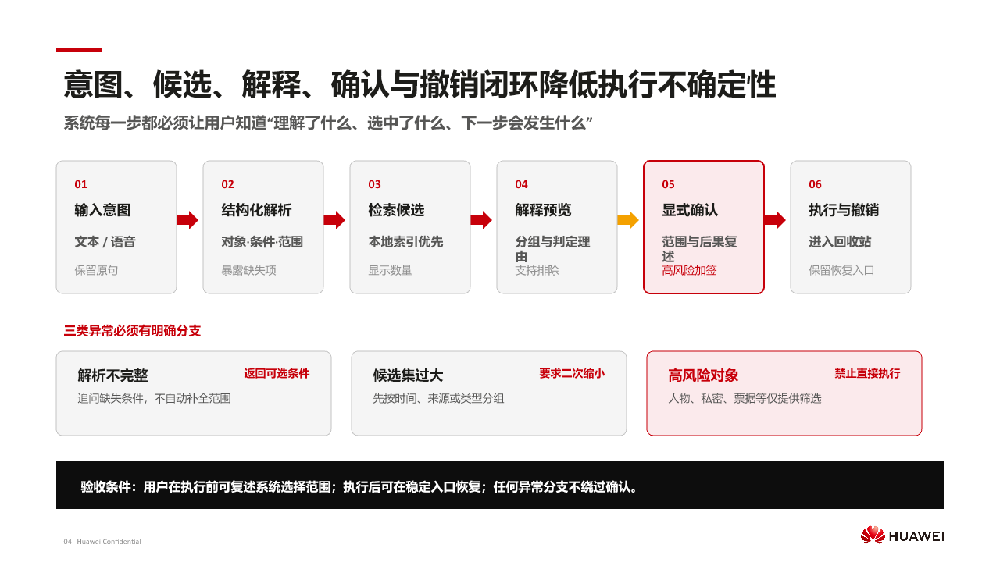 意图、候选、解释、确认与撤销闭环降低执行不确定性
系统每一步都必须让用户知道“理解了什么、选中了什么、下一步会发生什么”
01
输入意图
文本 / 语音
保留原句
02
结构化解析
对象·条件·范围
暴露缺失项
03
检索候选
本地索引优先
显示数量
04
解释预览
分组与判定理
由
支持排除
05
显式确认
范围与后果复
述
高风险加签
06
执行与撤销
进入回收站
保留恢复入口
三类异常必须有明确分支
解析不完整
返回可选条件
追问缺失条件，不自动补全范围
候选集过大
要求二次缩小
先按时间、来源或类型分组
高风险对象
禁止直接执行
人物、私密、票据等仅提供筛选
验收条件：用户在执行前可复述系统选择范围；执行后可在稳定入口恢复；任何异常分支不绕过确认。
04 Huawei Confidential
HUAWEI